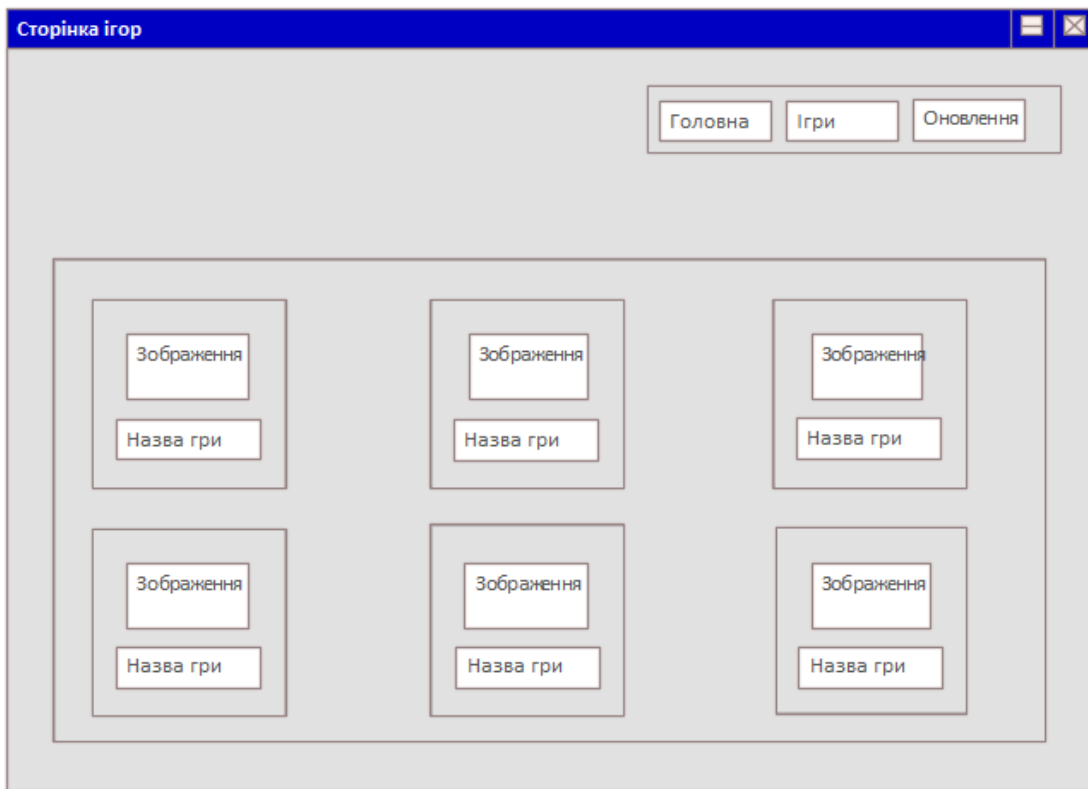 Сторінка ігор
Головна Ігри Оновлення
Зображення Зображення Зображення
Назва гри Назва гри Назва гри
Зображення Зображення Зображення
Назва гри Назва гри Назва гри